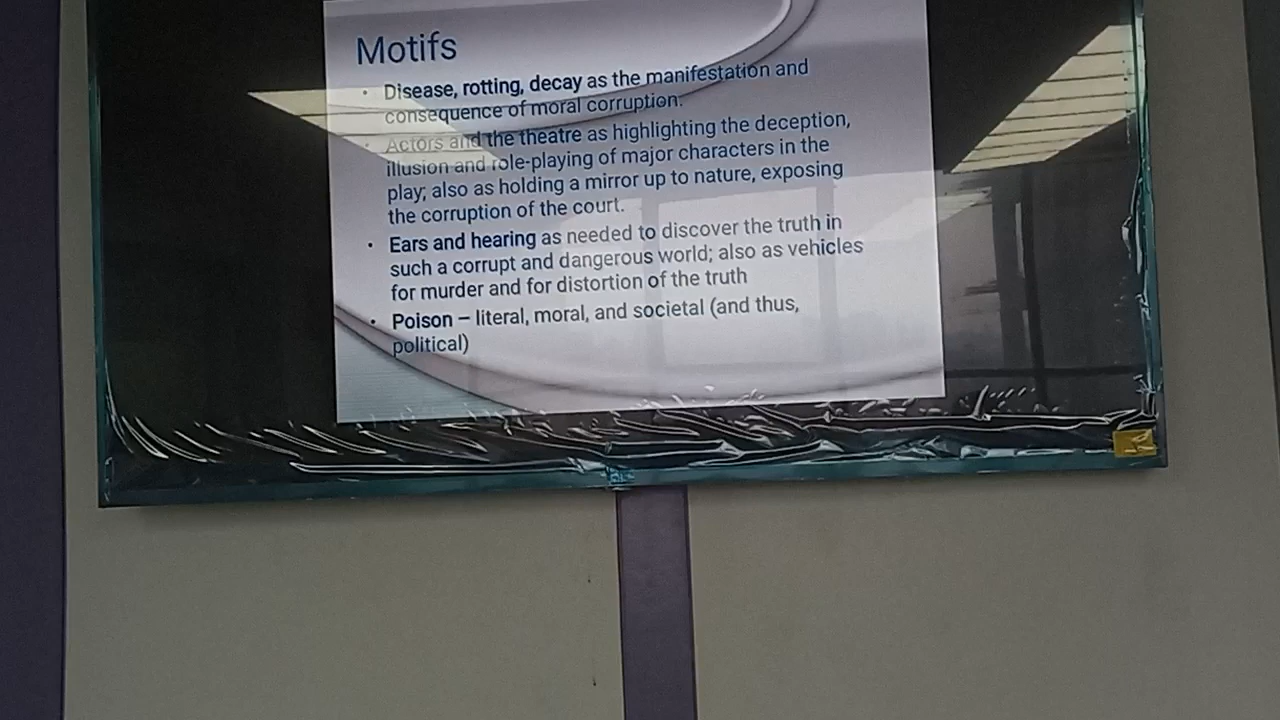 Motifs
• Disease, rotting, decay as the manifestation and
consequence of moral corruption.
• Actors and the theatre as highlighting the deception,
illusion and role-playing of major characters in the
play; also as holding a mirror up to nature, exposing
the corruption of the court.
• Ears and hearing as needed to discover the truth in
such a corrupt and dangerous world; also as vehicles
for murder and for distortion of the truth
• Poison – literal, moral, and societal (and thus,
political)